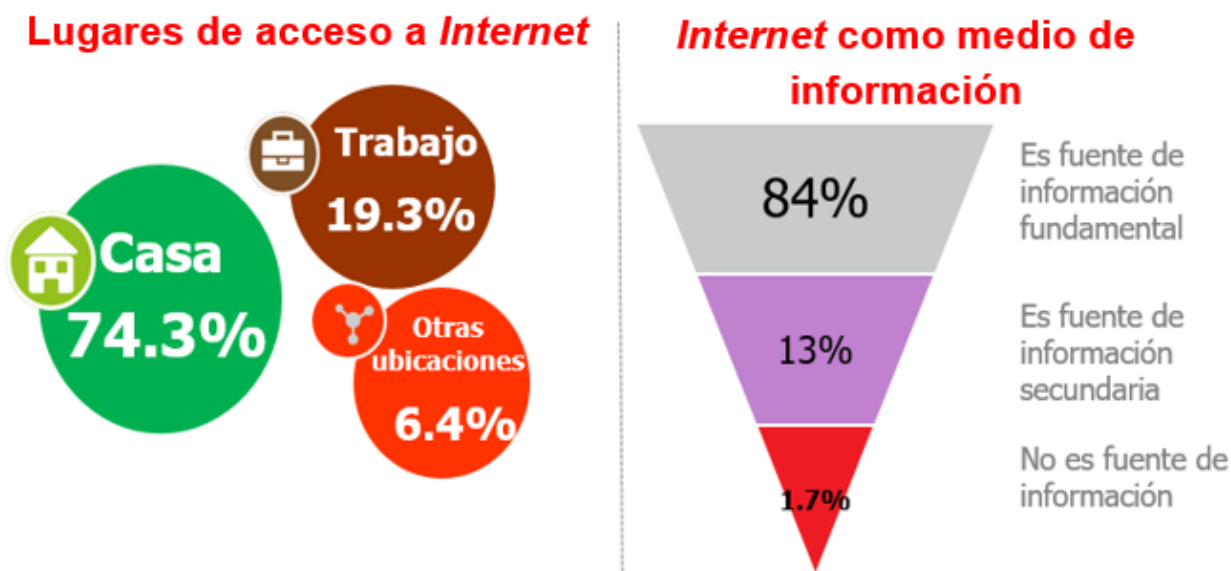 Lugares de acceso a Internet
Trabajo
19.3%
Casa
74.3%
Otras
ubicaciones
6.4%
Internet como medio de
información
84%
Es fuente de
información
fundamental
13%
Es fuente de
información
secundaria
1.7%
No es fuente de
información